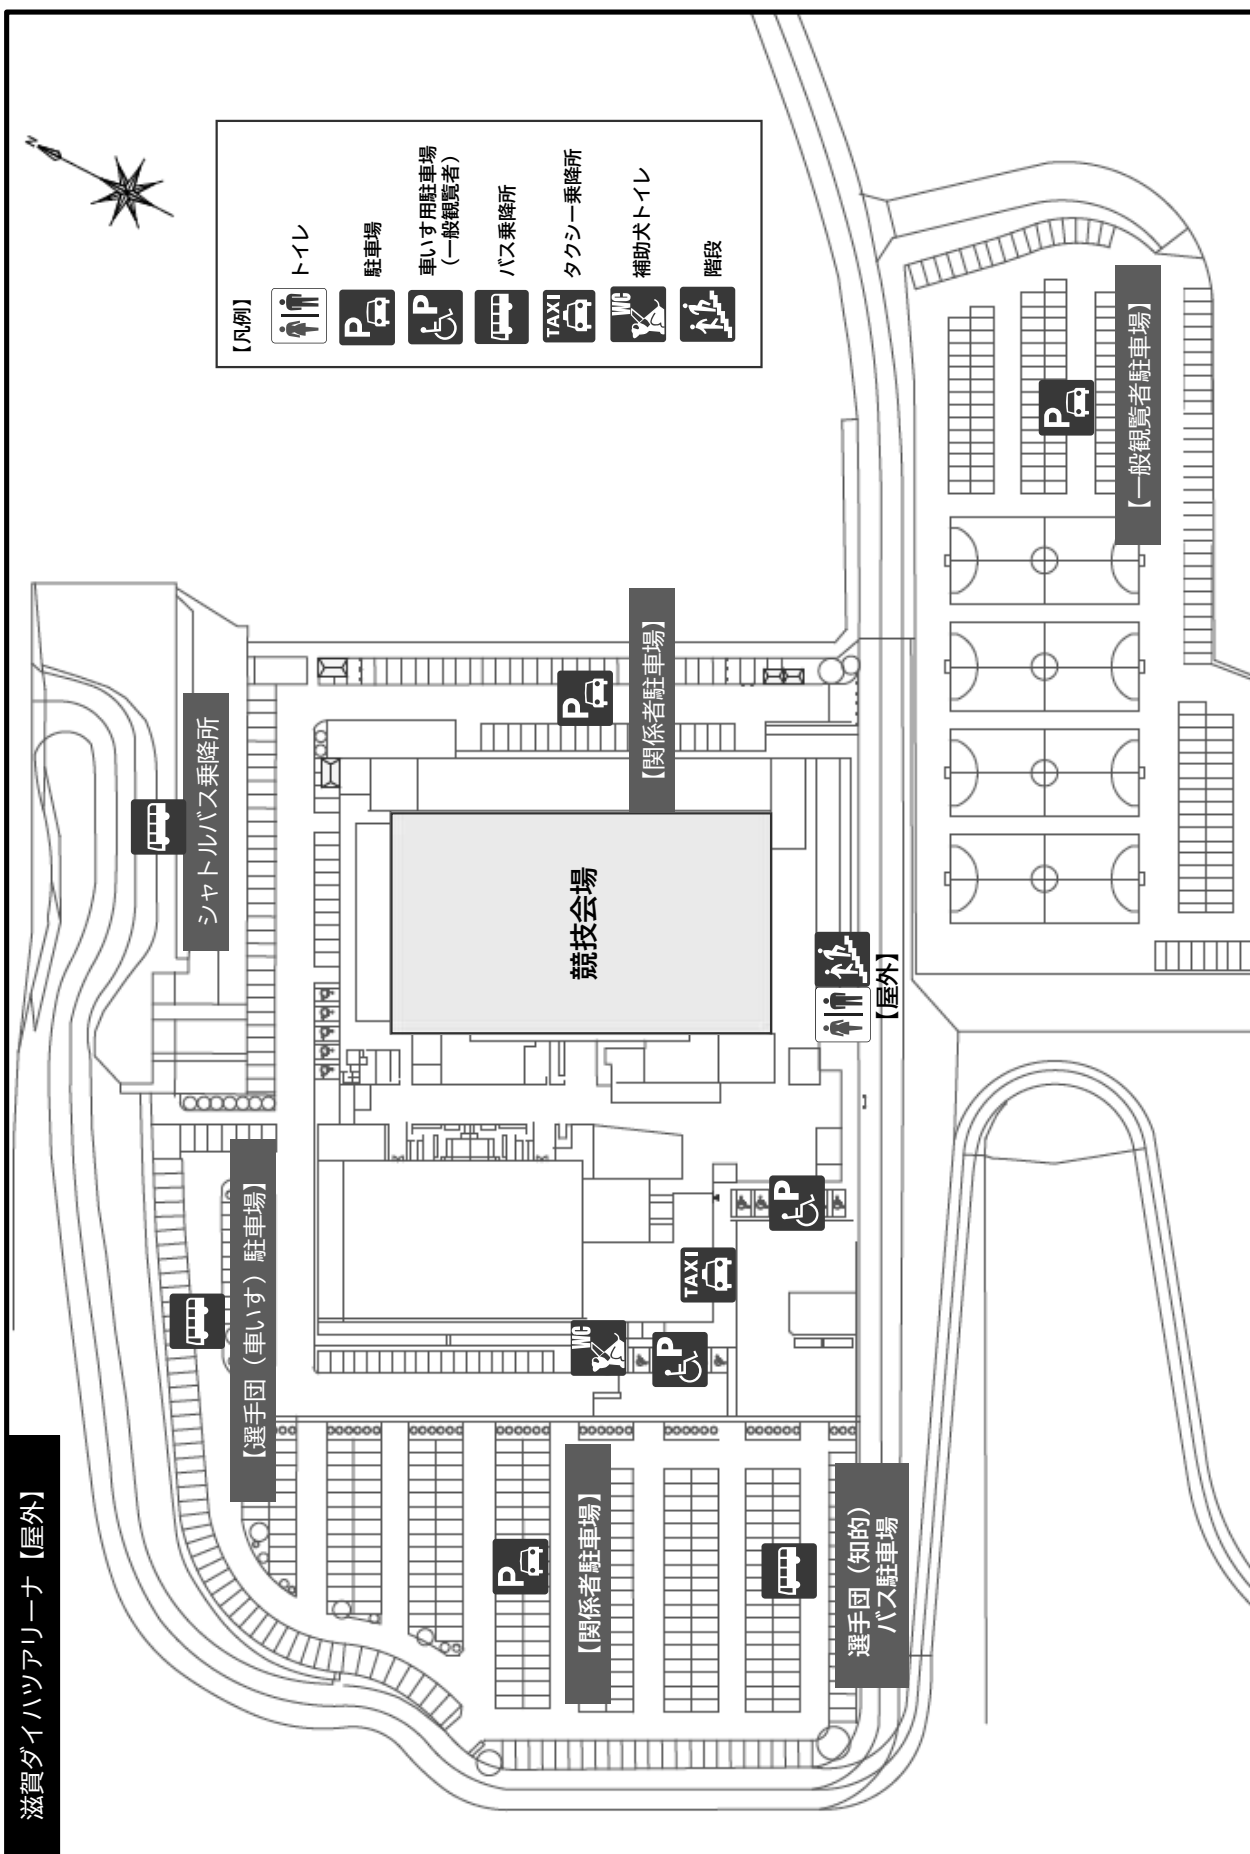 滋賀ダイハツアリーナ【屋外】
N
【凡例】
トイレ
P
駐車場
P
車いす用駐車場
(一般観覧者)
バス乗降所
TAXI
タクシー乗降所
WC
補助犬トイレ
階段
シャトルバス乗降所
【選手団（車いす）駐車場】
P
【関係者駐車場】
競技会場
【屋外】
P
【一般観覧者駐車場】
P
TAXI
WC
P
P
【関係者駐車場】
選手団（知的）
バス駐車場